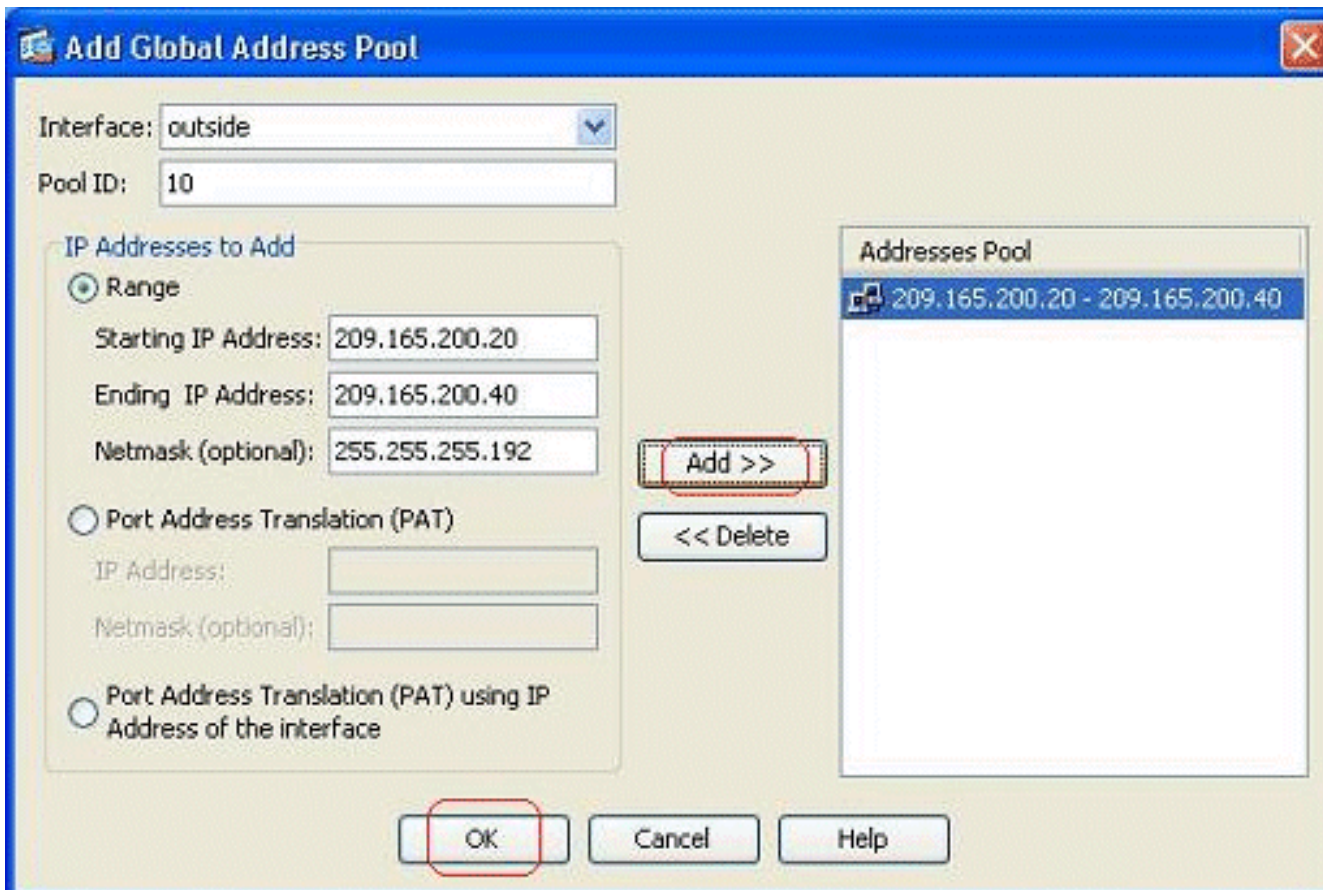 Add Global Address Pool
Interface: outside
Pool ID: 10
IP Addresses to Add
Range
Starting IP Address: 209.165.200.20
Ending IP Address: 209.165.200.40
Netmask (optional): 255.255.255.192
Port Address Translation (PAT)
IP Address:
Netmask (optional):
Port Address Translation (PAT) using IP
Address of the interface
Add >>
<< Delete
Addresses Pool
209.165.200.20 - 209.165.200.40
OK
Cancel
Help